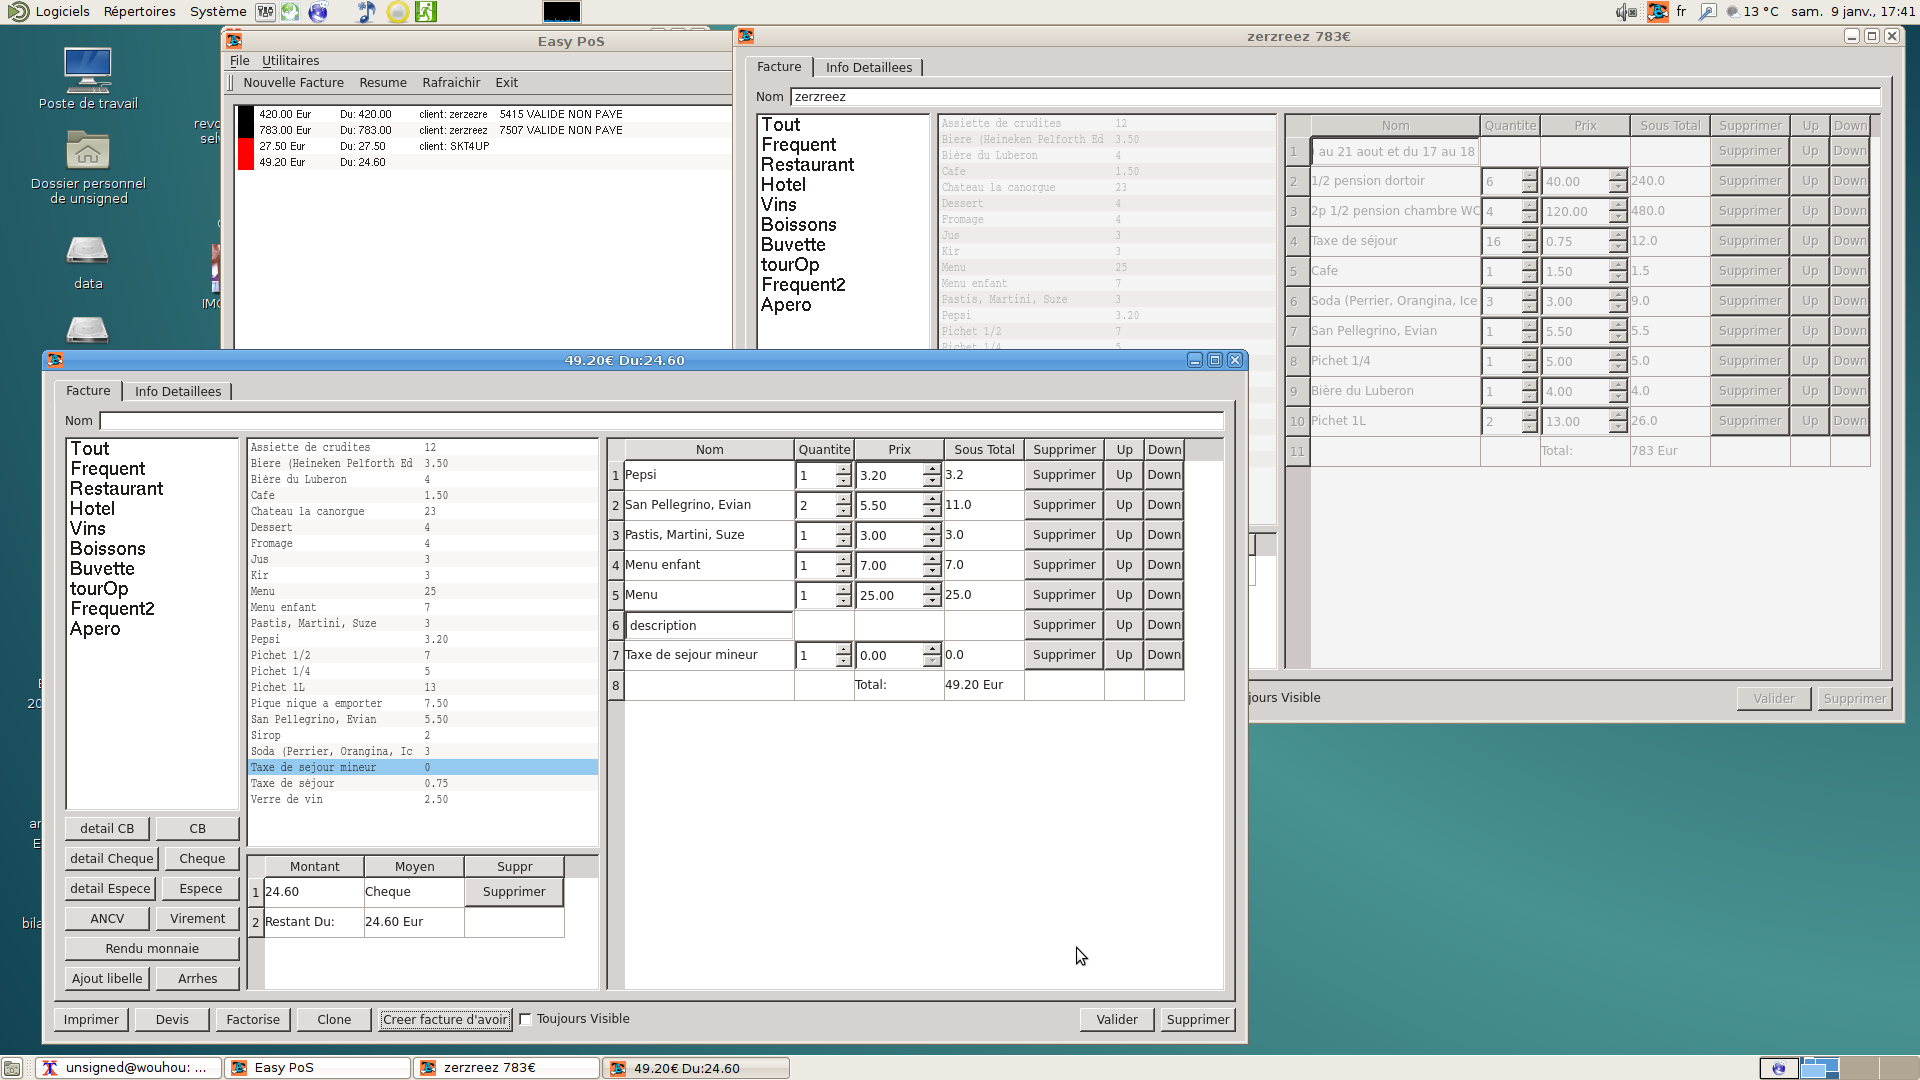 Logiciels Répertoires Système
fr 13 °C sam. 9 janv., 17:41
Poste de travail
Dossier personnel
de unsigned
data
Easy PoS
File Utilitaires
Nouvelle Facture Resume Rafraichir Exit
420.00 Eur Du: 420.00 client: zerzezre 5415 VALIDE NON PAYE
783.00 Eur Du: 783.00 client: zerzreez 7507 VALIDE NON PAYE
27.50 Eur Du: 27.50 client: SKT4UP
49.20 Eur Du: 24.60
zerzreez 783€
Facture Info Detaillees
Nom zerzreez
Tout
Frequent
Restaurant
Hotel
Vins
Boissons
Buvette
tourOp
Frequent2
Apero
Assiette de crudites 12
Biere (Heineken Pelforth Ed 3.50
Bière du Luberon 4
Cafe 1.50
Chateau la canorgue 23
Dessert 4
Fromage 4
Jus 3
Kir 3
Menu 25
Menu enfant 7
Pastis, Martini, Suze 3
Pepsi 3.20
Pichet 1/2 7
Pichet 1/4 5
Nom Quantite Prix Sous Total Supprimer Up Down
1 au 21 aout et du 17 au 18 Supprimer Up Down
2 1/2 pension dortoir 6 40.00 240.0 Supprimer Up Down
3 2p 1/2 pension chambre WC 4 120.00 480.0 Supprimer Up Down
4 Taxe de séjour 16 0.75 12.0 Supprimer Up Down
5 Cafe 1 1.50 1.5 Supprimer Up Down
6 Soda (Perrier, Orangina, Ice 3 3.00 9.0 Supprimer Up Down
7 San Pellegrino, Evian 1 5.50 5.5 Supprimer Up Down
8 Pichet 1/4 1 5.00 5.0 Supprimer Up Down
9 Bière du Luberon 1 4.00 4.0 Supprimer Up Down
10 Pichet 1L 2 13.00 26.0 Supprimer Up Down
11 Total: 783 Eur
jours Visible Valider Supprimer
49.20€ Du:24.60
Facture Info Detaillees
Nom
Tout
Frequent
Restaurant
Hotel
Vins
Boissons
Buvette
tourOp
Frequent2
Apero
Assiette de crudites 12
Biere (Heineken Pelforth Ed 3.50
Bière du Luberon 4
Cafe 1.50
Chateau la canorgue 23
Dessert 4
Fromage 4
Jus 3
Kir 3
Menu 25
Menu enfant 7
Pastis, Martini, Suze 3
Pepsi 3.20
Pichet 1/2 7
Pichet 1/4 5
Pichet 1L 13
Pique nique a emporter 7.50
San Pellegrino, Evian 5.50
Sirop 2
Soda (Perrier, Orangina, Ic 3
Taxe de sejour mineur 0
Taxe de séjour 0.75
Verre de vin 2.50
Nom Quantite Prix Sous Total Supprimer Up Down
1 Pepsi 1 3.20 3.2 Supprimer Up Down
2 San Pellegrino, Evian 2 5.50 11.0 Supprimer Up Down
3 Pastis, Martini, Suze 1 3.00 3.0 Supprimer Up Down
4 Menu enfant 1 7.00 7.0 Supprimer Up Down
5 Menu 1 25.00 25.0 Supprimer Up Down
6 description Supprimer Up Down
7 Taxe de sejour mineur 1 0.00 0.0 Supprimer Up Down
8 Total: 49.20 Eur
detail CB CB
detail Cheque Cheque
detail Espece Espece
ANCV Virement
Rendu monnaie
Ajout libelle Arrhes
Montant Moyen Suppr
1 24.60 Cheque Supprimer
2 Restant Du: 24.60 Eur
Imprimer Devis Factorise Clone Creer facture d'avoir Toujours Visible Valider Supprimer
unsigned@wouhou: ... Easy PoS zerzreez 783€ 49.20€ Du:24.60